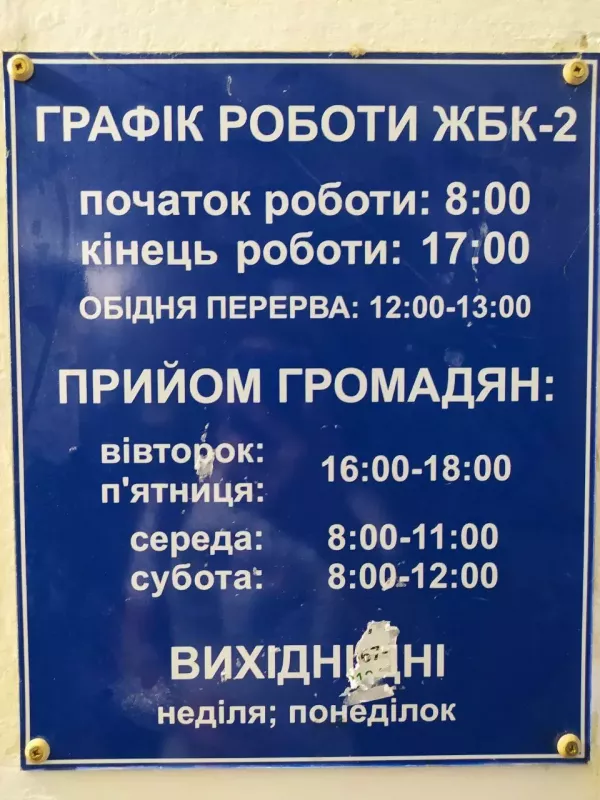 ГРАФІК РОБОТИ ЖБК-2
початок роботи: 8:00
кінець роботи: 17:00
ОБІДНЯ ПЕРЕРВА: 12:00-13:00
ПРИЙОМ ГРОМАДЯН:
вівторок:
п'ятниця:
16:00-18:00
середа: 8:00-11:00
субота: 8:00-12:00
ВИХІДНІ ДНІ
неділя; понеділок